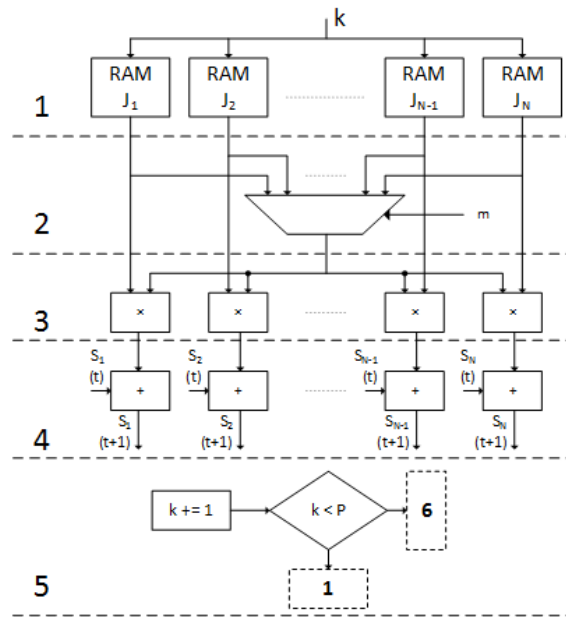 k
RAM J₁ RAM J₂ RAM Jₙ₋₁ RAM Jₙ
1
m
2
× × × ×
3
S₁ (t) S₂ (t) Sₙ₋₁ (t) Sₙ (t)
+ + + +
S₁ (t+1) S₂ (t+1) Sₙ₋₁ (t+1) Sₙ (t+1)
4
k += 1 k < P 6
1
5